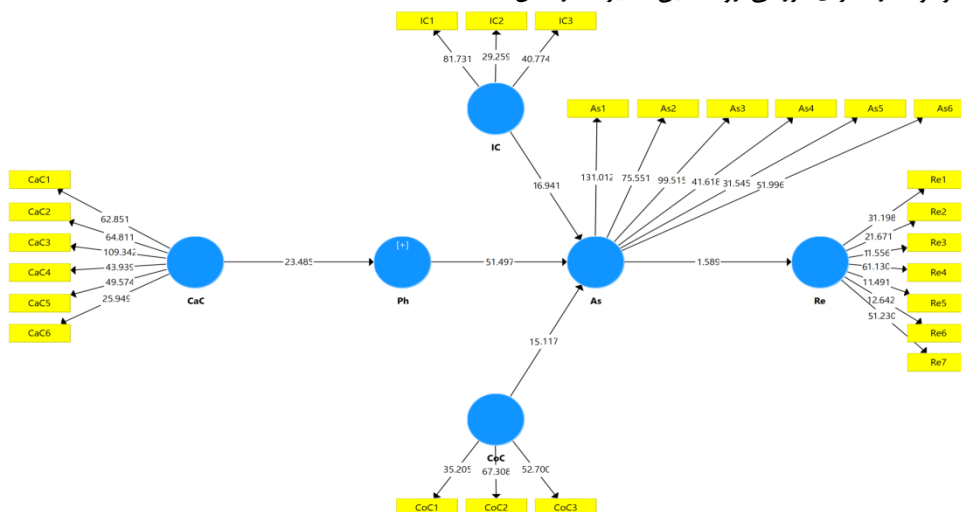 IC1 IC2 IC3
81.731 29.259 40.774
IC
As1 As2 As3 As4 As5 As6
16.941
131.012 75.551 99.515 41.618 31.545 51.996
CaC1
CaC2
CaC3
CaC4
CaC5
CaC6
62.851
64.811
109.342
43.939
49.574
25.949
CaC
23.485
[+]
Ph
51.497
As
1.589
Re
31.198
21.671
11.556
61.130
11.491
12.642
51.230
Re1
Re2
Re3
Re4
Re5
Re6
Re7
15.117
CoC
35.205 67.308 52.700
CoC1 CoC2 CoC3